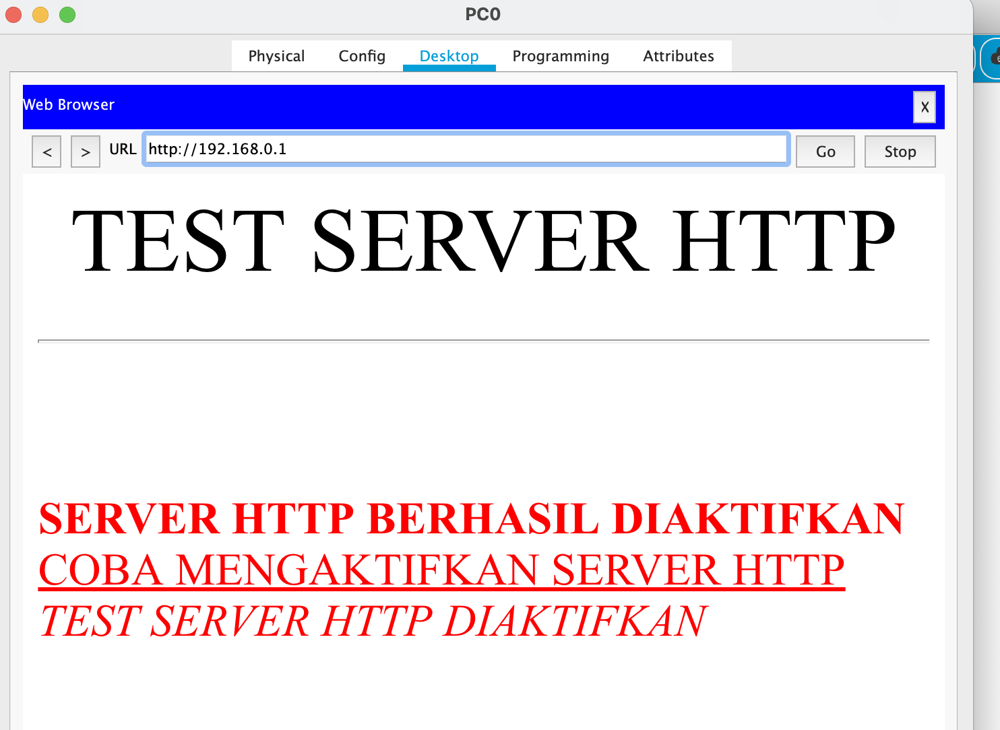 PC0
Physical Config Desktop Programming Attributes
Web Browser
X
< > URL http://192.168.0.1 Go Stop
TEST SERVER HTTP
SERVER HTTP BERHASIL DIAKTIFKAN
COBA MENGAKTIFKAN SERVER HTTP
TEST SERVER HTTP DIAKTIFKAN